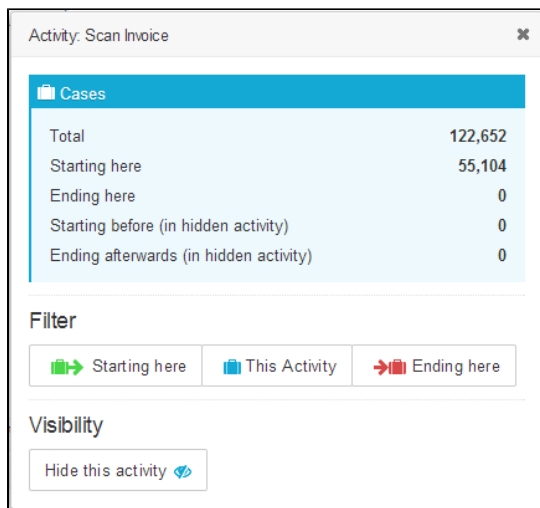 Activity: Scan Invoice
Cases
Total 122,652
Starting here 55,104
Ending here 0
Starting before (in hidden activity) 0
Ending afterwards (in hidden activity) 0
Filter
Starting here This Activity Ending here
Visibility
Hide this activity